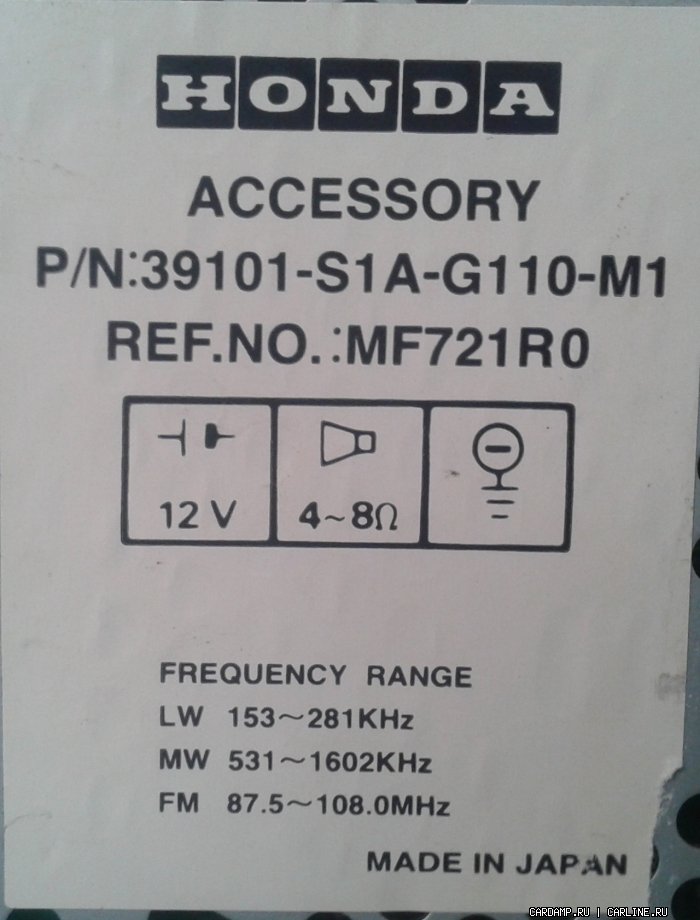 HONDA
ACCESSORY
P/N:39101-S1A-G110-M1
REF.NO.:MF721R0
12 V 4~8Ω
FREQUENCY RANGE
LW 153~281KHz
MW 531~1602KHz
FM 87.5~108.0MHz
MADE IN JAPAN
CARDAMP.RU | CARLINE.RU